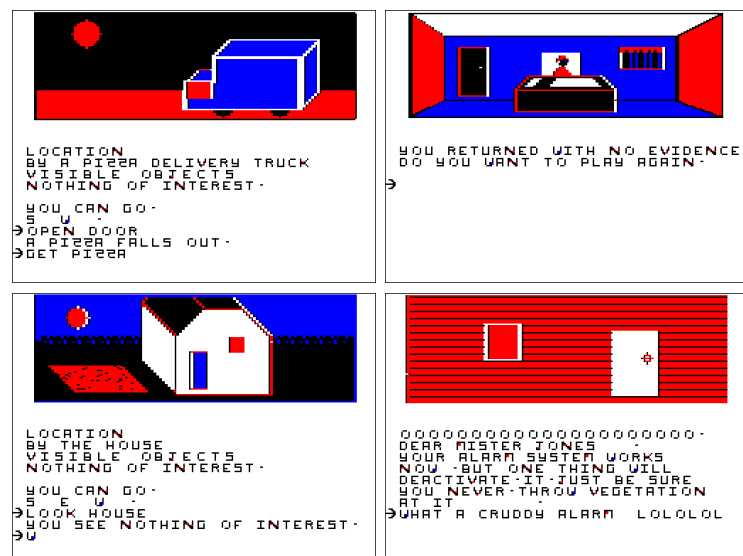 LOCATION
BY A PIZZA DELIVERY TRUCK
VISIBLE OBJECTS
NOTHING OF INTEREST.
YOU CAN GO.
S W .
→OPEN DOOR
A PIZZA FALLS OUT.
→GET PIZZA
YOU RETURNED WITH NO EVIDENCE
DO YOU WANT TO PLAY AGAIN.
→
LOCATION
BY THE HOUSE
VISIBLE OBJECTS
NOTHING OF INTEREST.
YOU CAN GO.
S E W .
→LOOK HOUSE
YOU SEE NOTHING OF INTEREST.
→W
OOOOOOOOOOOOOOOOOOOOO.
DEAR MISTER JONES .
YOUR ALARM SYSTEM WORKS
NOW .BUT ONE THING WILL
DEACTIVATE.IT.JUST BE SURE
YOU NEVER.THROW VEGETATION
AT IT .
→WHAT A CRUDDY ALARM LOLOLOL